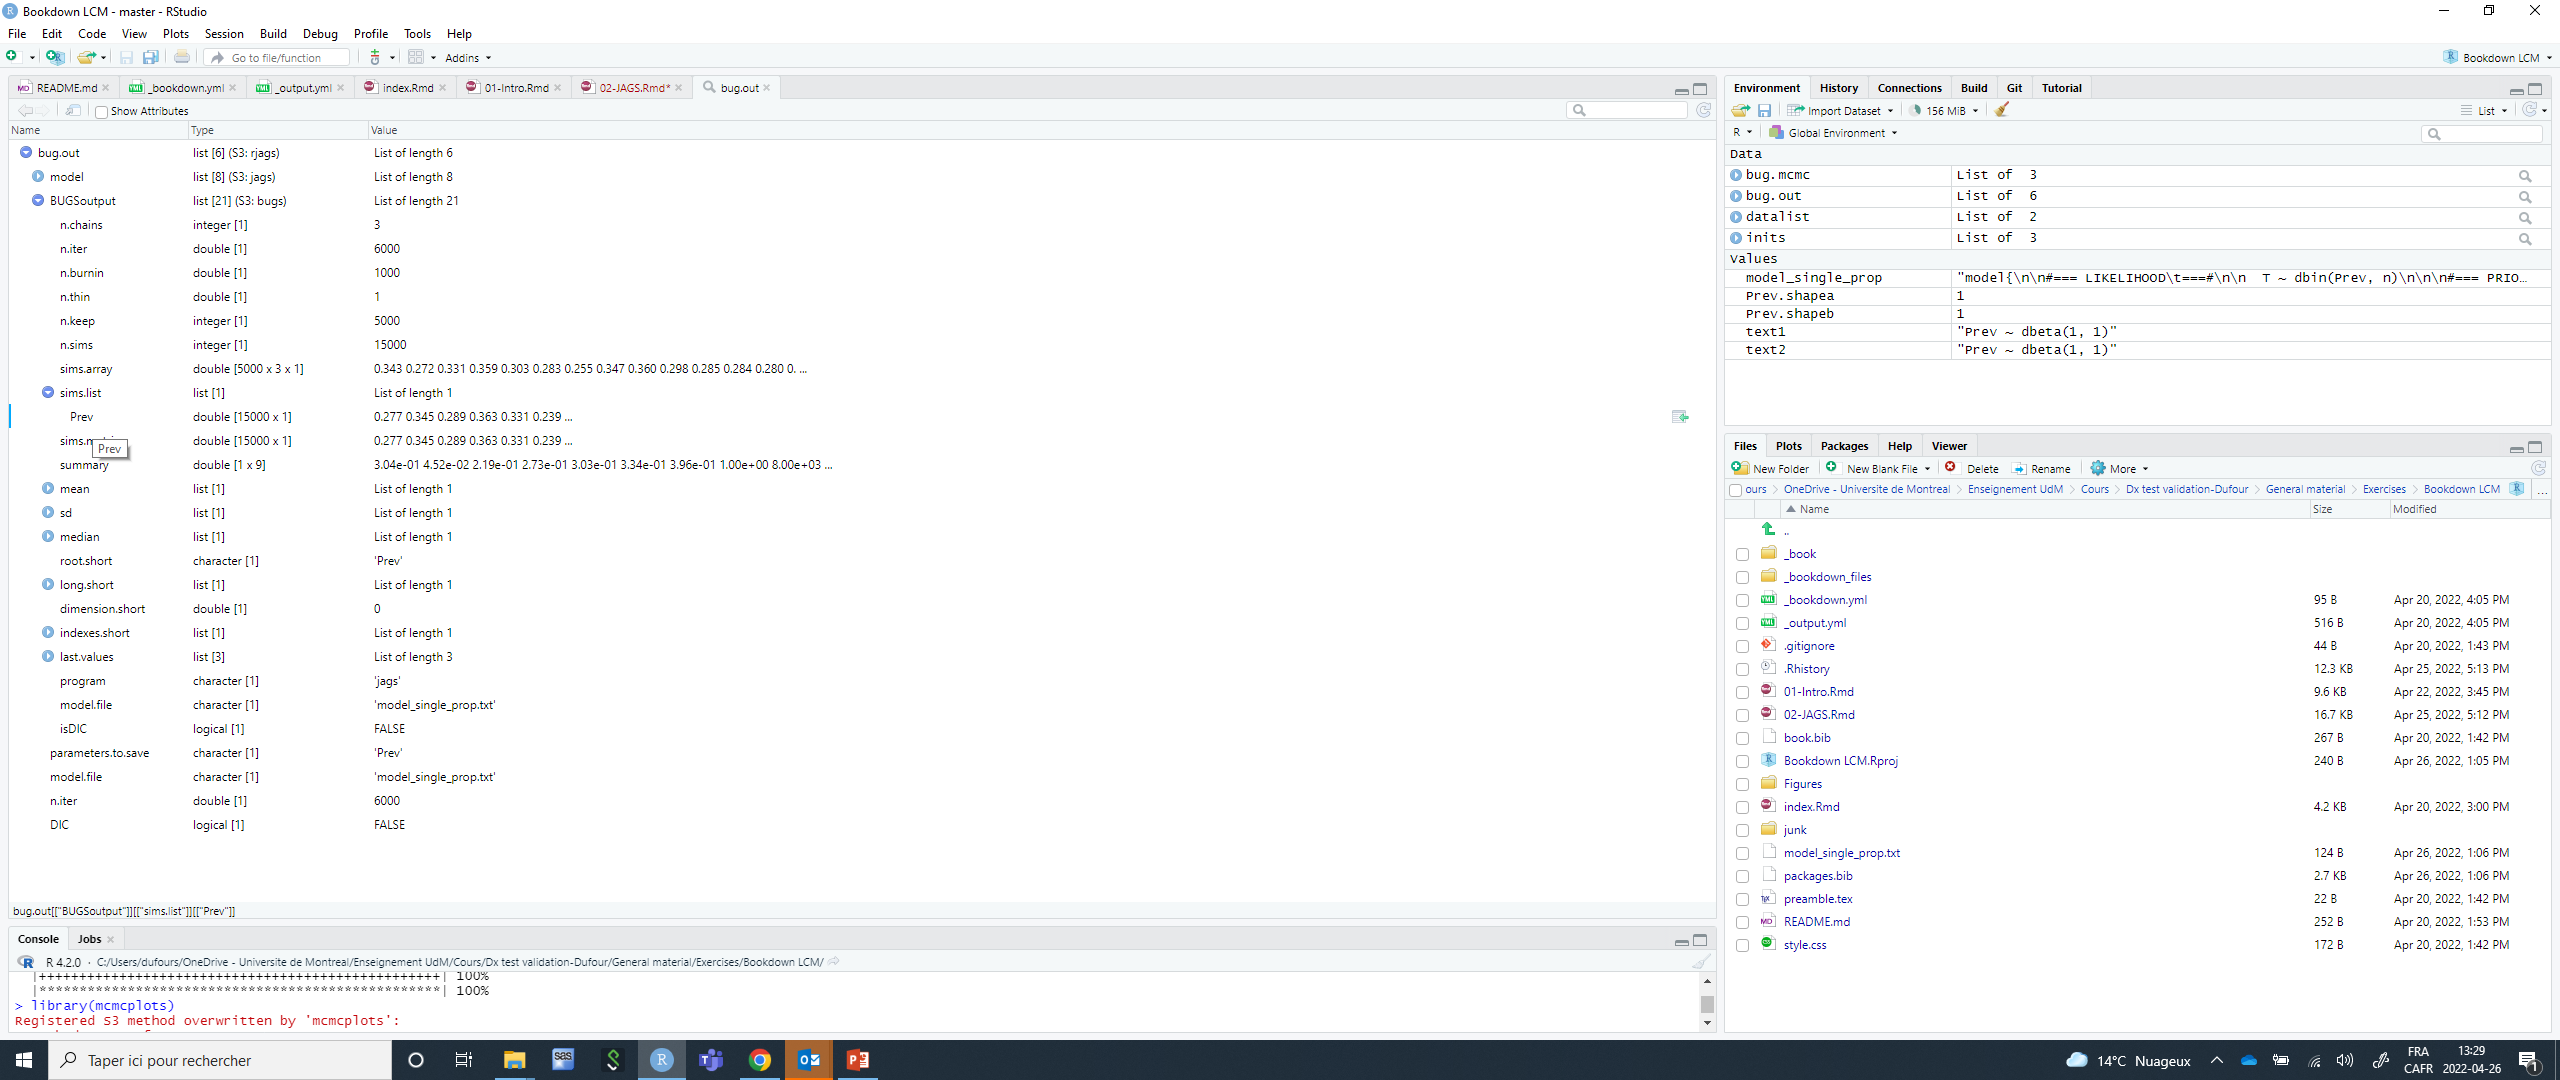 Bookdown LCM - master - RStudio
File Edit Code View Plots Session Build Debug Profile Tools Help
Go to file/function Addins Bookdown LCM
README.md _bookdown.yml _output.yml index.Rmd 01-Intro.Rmd 02-JAGS.Rmd* bug.out
Show Attributes
Name Type Value
bug.out list [6] (S3: rjags) List of length 6
model list [8] (S3: jags) List of length 8
BUGSoutput list [21] (S3: bugs) List of length 21
n.chains integer [1] 3
n.iter double [1] 6000
n.burnin double [1] 1000
n.thin double [1] 1
n.keep integer [1] 5000
n.sims integer [1] 15000
sims.array double [5000 x 3 x 1] 0.343 0.272 0.331 0.359 0.303 0.283 0.255 0.347 0.360 0.298 0.285 0.284 0.280 0. ...
sims.list list [1] List of length 1
Prev double [15000 x 1] 0.277 0.345 0.289 0.363 0.331 0.239 ...
double [15000 x 1] 0.277 0.345 0.289 0.363 0.331 0.239 ...
Prev
summary double [1 x 9] 3.04e-01 4.52e-02 2.19e-01 2.73e-01 3.03e-01 3.34e-01 3.96e-01 1.00e+00 8.00e+03 ...
mean list [1] List of length 1
sd list [1] List of length 1
median list [1] List of length 1
root.short character [1] 'Prev'
long.short list [1] List of length 1
dimension.short double [1] 0
indexes.short list [1] List of length 1
last.values list [3] List of length 3
program character [1] 'jags'
model.file character [1] 'model_single_prop.txt'
isDIC logical [1] FALSE
parameters.to.save character [1] 'Prev'
model.file character [1] 'model_single_prop.txt'
n.iter double [1] 6000
DIC logical [1] FALSE
bug.out[["BUGSoutput"]][["sims.list"]][["Prev"]]
Console Jobs
R 4.2.0 · C:/Users/dufours/OneDrive - Universite de Montreal/Enseignement UdM/Cours/Dx test validation-Dufour/General material/Exercises/Bookdown LCM/
|++++++++++++++++++++++++++++++++++++++++++++++++++| 100%
|**************************************************| 100%
> library(mcmcplots)
Registered S3 method overwritten by 'mcmcplots':
Environment History Connections Build Git Tutorial
Import Dataset 156 MiB List
R Global Environment
Data
bug.mcmc List of 3
bug.out List of 6
datalist List of 2
inits List of 3
Values
model_single_prop "model{\n\n#=== LIKELIHOOD\t===#\n\n T ~ dbin(Prev, n)\n\n\n#=== PRIO…
Prev.shapea 1
Prev.shapeb 1
text1 "Prev ~ dbeta(1, 1)"
text2 "Prev ~ dbeta(1, 1)"
Files Plots Packages Help Viewer
New Folder New Blank File Delete Rename More
ours OneDrive - Universite de Montreal Enseignement UdM Cours Dx test validation-Dufour General material Exercises Bookdown LCM ...
Name Size Modified
..
_book
_bookdown_files
_bookdown.yml 95 B Apr 20, 2022, 4:05 PM
_output.yml 516 B Apr 20, 2022, 4:05 PM
.gitignore 44 B Apr 20, 2022, 1:43 PM
.Rhistory 12.3 KB Apr 25, 2022, 5:13 PM
01-Intro.Rmd 9.6 KB Apr 22, 2022, 3:45 PM
02-JAGS.Rmd 16.7 KB Apr 25, 2022, 5:12 PM
book.bib 267 B Apr 20, 2022, 1:42 PM
Bookdown LCM.Rproj 240 B Apr 26, 2022, 1:05 PM
Figures
index.Rmd 4.2 KB Apr 20, 2022, 3:00 PM
junk
model_single_prop.txt 124 B Apr 26, 2022, 1:06 PM
packages.bib 2.7 KB Apr 26, 2022, 1:06 PM
preamble.tex 22 B Apr 20, 2022, 1:42 PM
README.md 252 B Apr 20, 2022, 1:53 PM
style.css 172 B Apr 20, 2022, 1:42 PM
Taper ici pour rechercher
14°C Nuageux
FRA 13:29
CAFR 2022-04-26